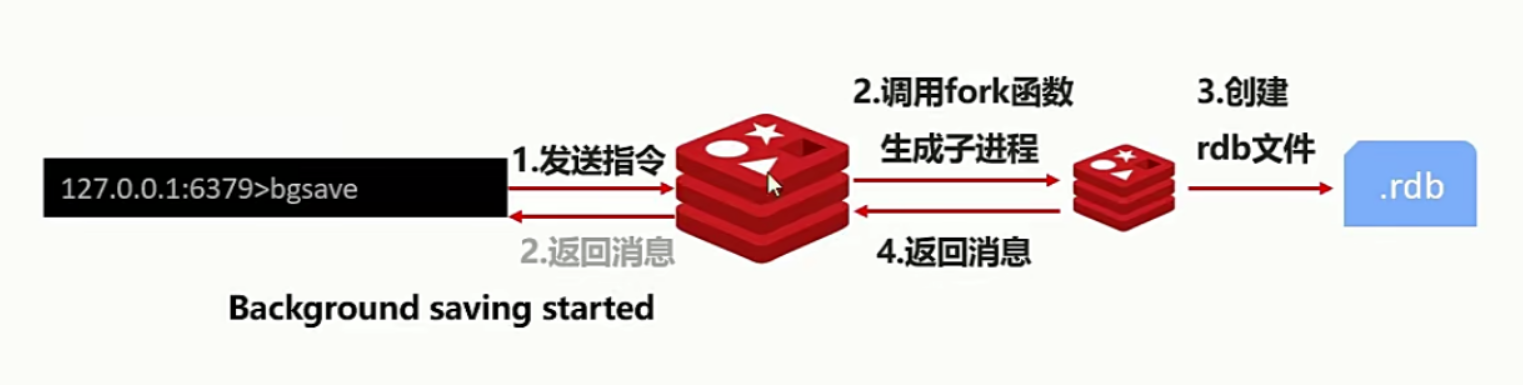 2.调用fork函数
生成子进程
3.创建
rdb文件
1.发送指令
127.0.0.1:6379>bgsave
.rdb
2.返回消息
4.返回消息
Background saving started